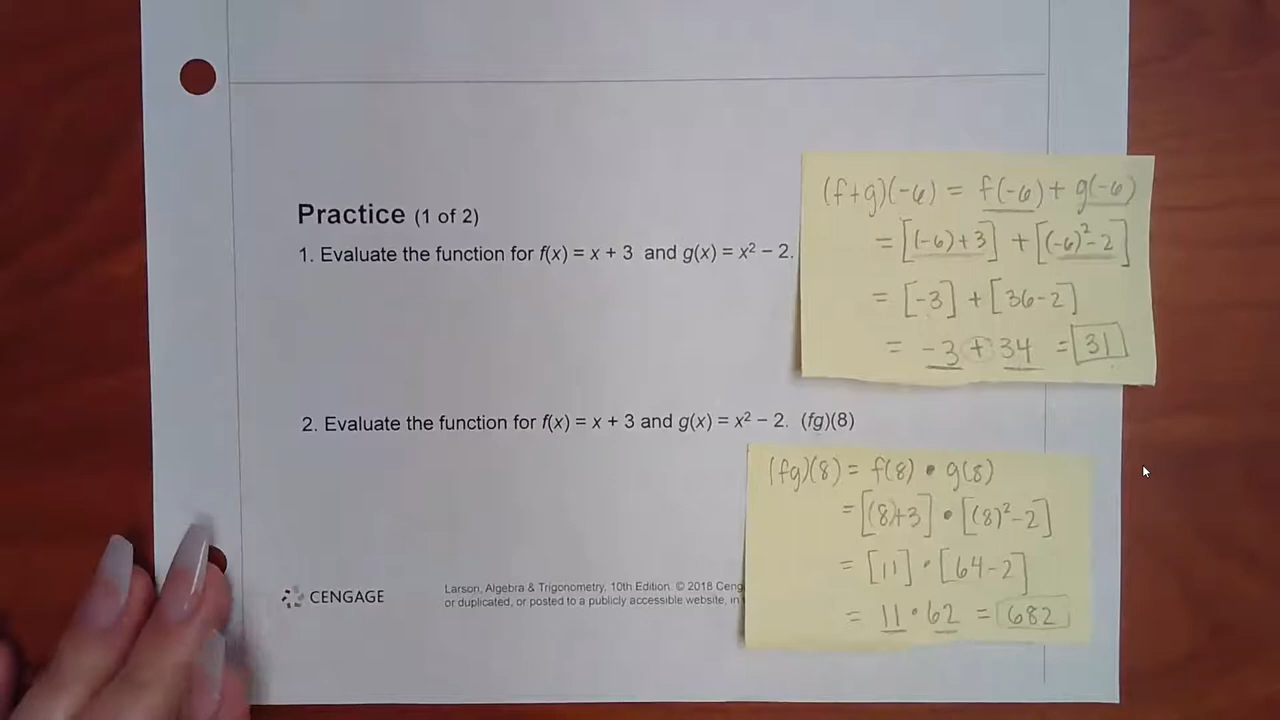 Practice (1 of 2)
1. Evaluate the function for f(x) = x + 3 and g(x) = x² − 2.
(f+g)(-6) = f(-6) + g(-6)
= [(-6)+3] + [(-6)²-2]
= [-3] + [36-2]
= -3 + 34 = 31
2. Evaluate the function for f(x) = x + 3 and g(x) = x² − 2. (fg)(8)
(fg)(8) = f(8) • g(8)
= [(8)+3] • [(8)²-2]
= [11] • [64-2]
= 11 • 62 = 682
CENGAGE
Larson, Algebra & Trigonometry, 10th Edition. © 2018 Ceng
or duplicated, or posted to a publicly accessible website, in